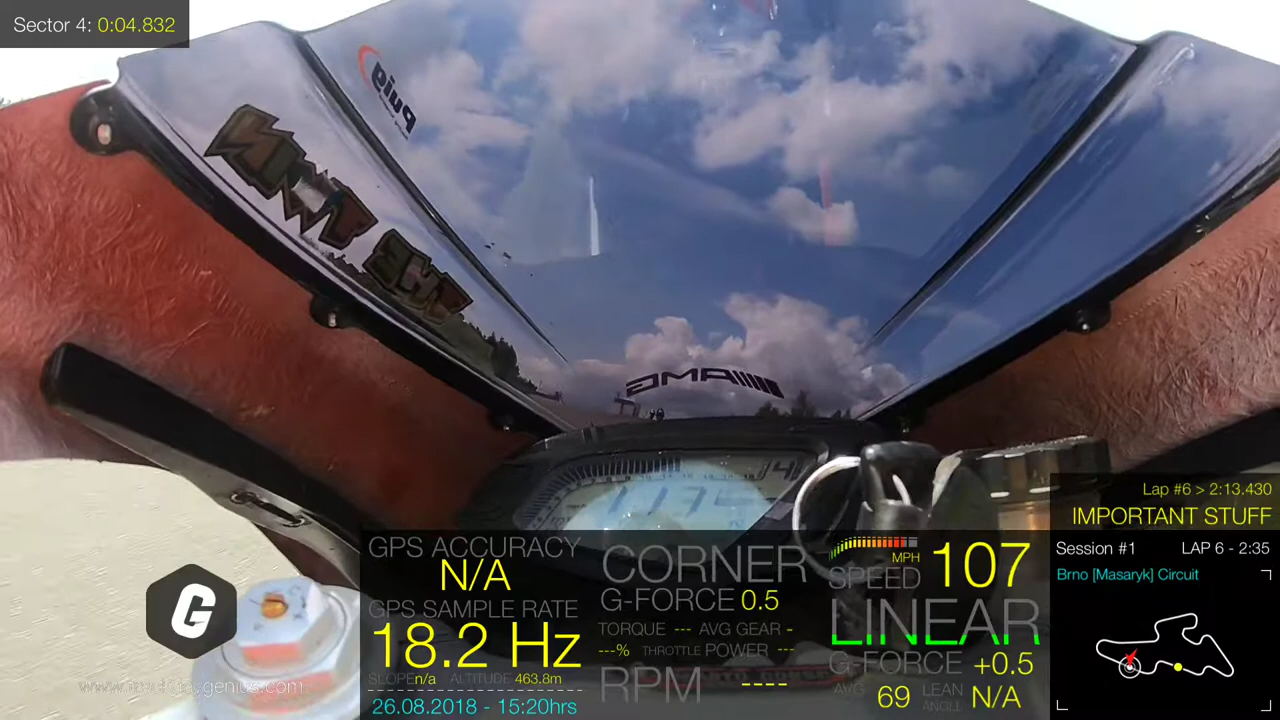 Sector 4: 0:04.832
Puig
THE TWIN
AMG
GPS ACCURACY
N/A
GPS SAMPLE RATE
18.2 Hz
SLOPE n/a ALTITUDE 463.8m
26.08.2018 - 15:20hrs
CORNER
G-FORCE 0.5
TORQUE --- AVG GEAR -
---% THROTTLE POWER ---
RPM ----
MPH
SPEED 107
LINEAR
G-FORCE +0.5
AVG 69 LEAN ANGLE N/A
Lap #6 > 2:13.430
IMPORTANT STUFF
Session #1 LAP 6 - 2:35
Brno [Masaryk] Circuit
G